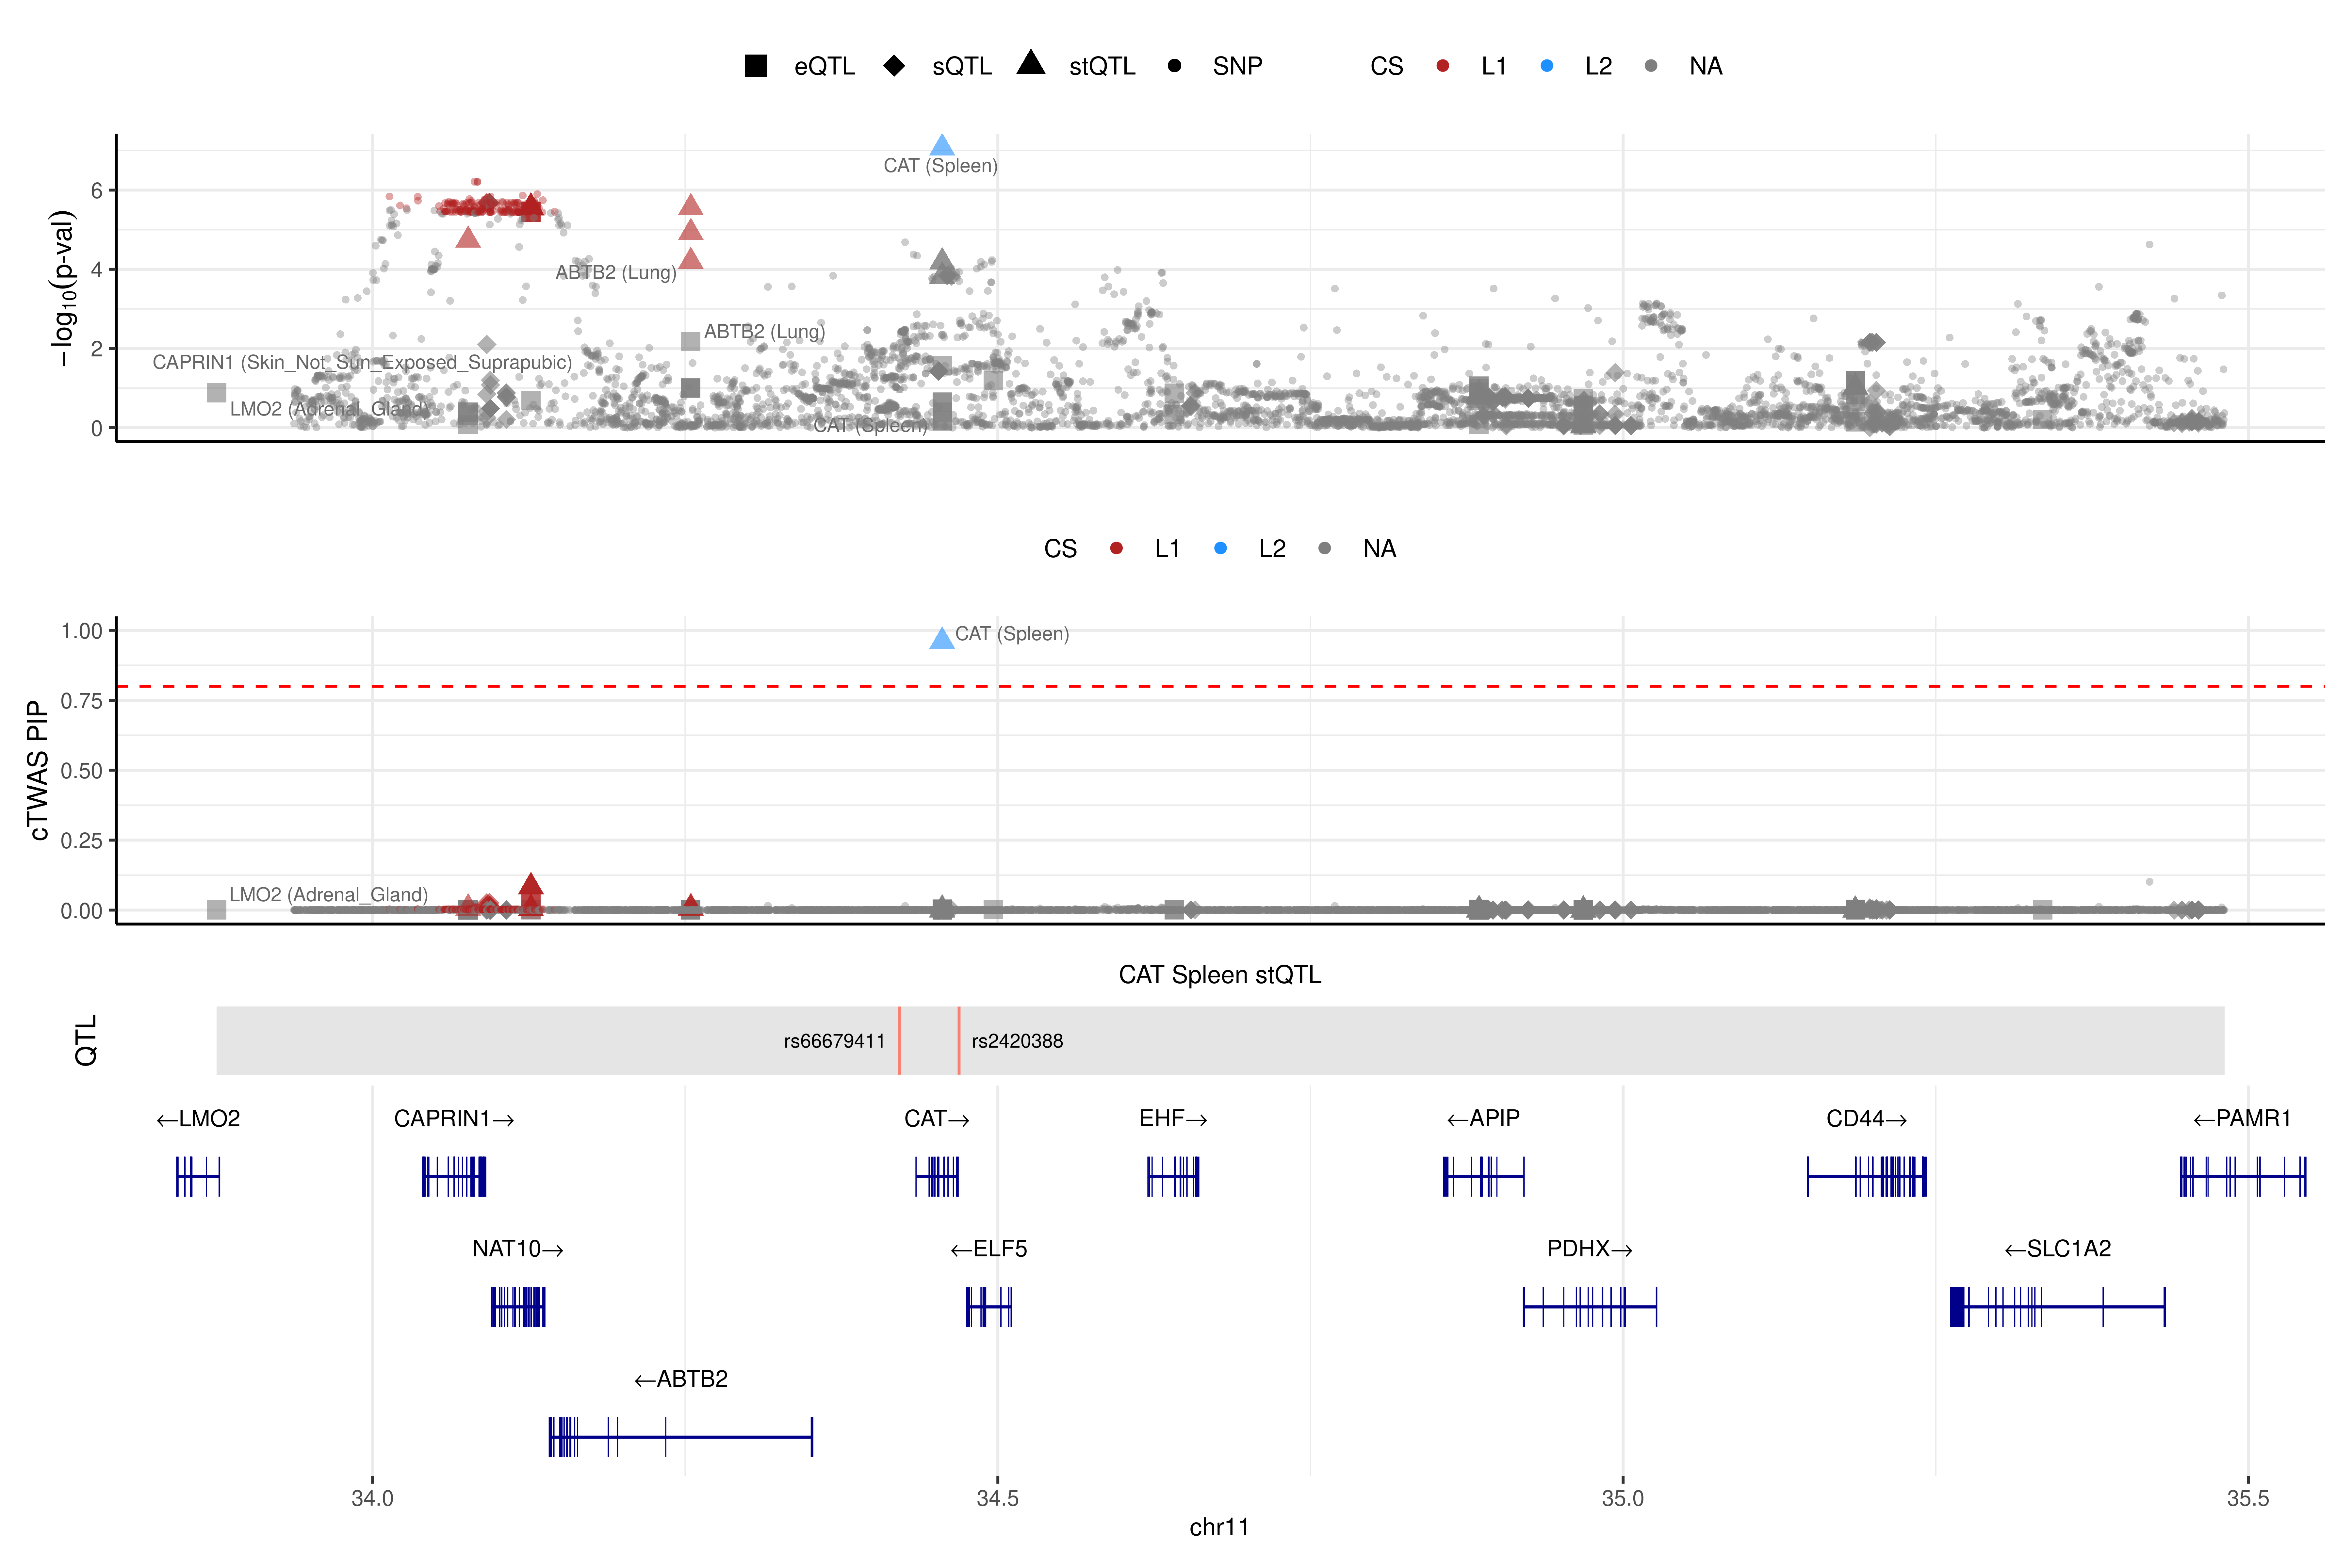 eQTL sQTL stQTL SNP CS L1 L2 NA
−log10(p-val)
6
4
2
0
CAT (Spleen)
ABTB2 (Lung)
ABTB2 (Lung)
CAPRIN1 (Skin_Not_Sun_Exposed_Suprapubic)
LMO2 (Adrenal_Gland)
CAT (Spleen)
CS L1 L2 NA
cTWAS PIP
1.00
0.75
0.50
0.25
0.00
CAT (Spleen)
LMO2 (Adrenal_Gland)
CAT Spleen stQTL
QTL
rs66679411 rs2420388
←LMO2 CAPRIN1→ CAT→ EHF→ ←APIP CD44→ ←PAMR1
NAT10→ ←ELF5 PDHX→ ←SLC1A2
←ABTB2
34.0 34.5 35.0 35.5
chr11